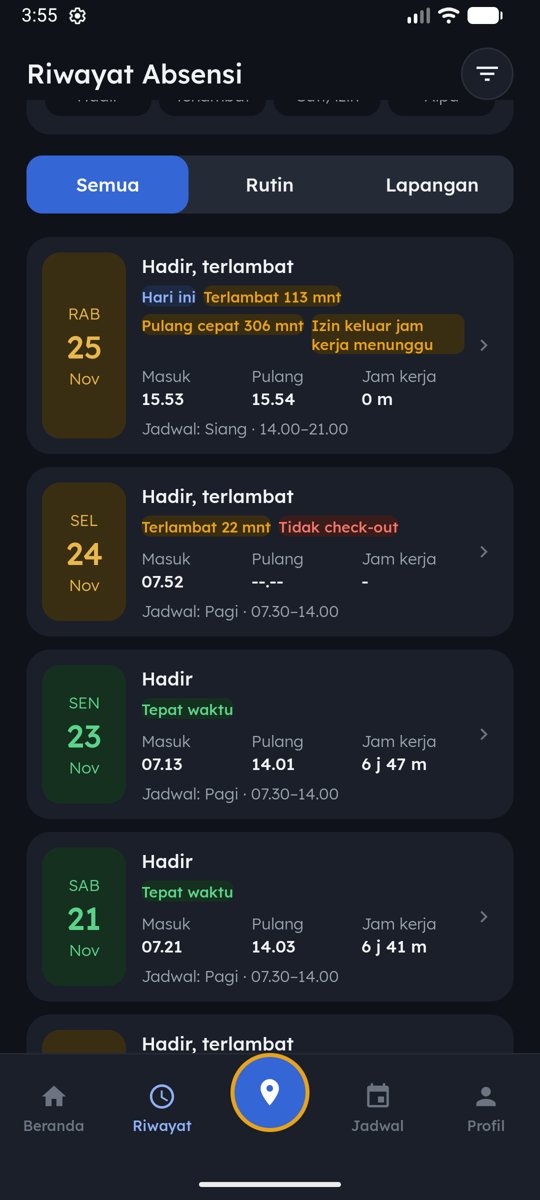 3:55
Riwayat Absensi
Semua Rutin Lapangan
Hadir, terlambat
Hari ini Terlambat 113 mnt
RAB
25
Nov
Pulang cepat 306 mnt Izin keluar jam
kerja menunggu
Masuk Pulang Jam kerja
15.53 15.54 0 m
Jadwal: Siang · 14.00–21.00
Hadir, terlambat
SEL
24
Nov
Terlambat 22 mnt Tidak check-out
Masuk Pulang Jam kerja
07.52 --.-- -
Jadwal: Pagi · 07.30–14.00
Hadir
SEN
23
Nov
Tepat waktu
Masuk Pulang Jam kerja
07.13 14.01 6 j 47 m
Jadwal: Pagi · 07.30–14.00
Hadir
SAB
21
Nov
Tepat waktu
Masuk Pulang Jam kerja
07.21 14.03 6 j 41 m
Jadwal: Pagi · 07.30–14.00
Hadir, terlambat
Beranda Riwayat Jadwal Profil